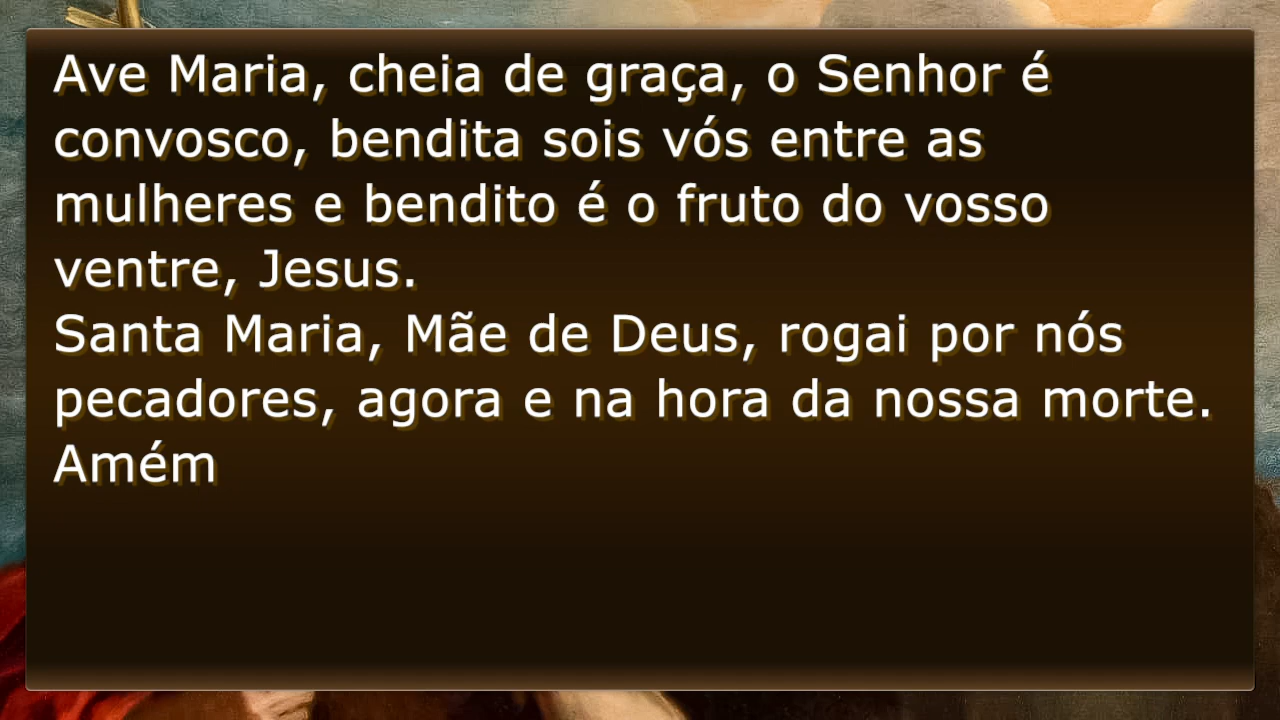 Ave Maria, cheia de graça, o Senhor é
convosco, bendita sois vós entre as
mulheres e bendito é o fruto do vosso
ventre, Jesus.
Santa Maria, Mãe de Deus, rogai por nós
pecadores, agora e na hora da nossa morte.
Amém